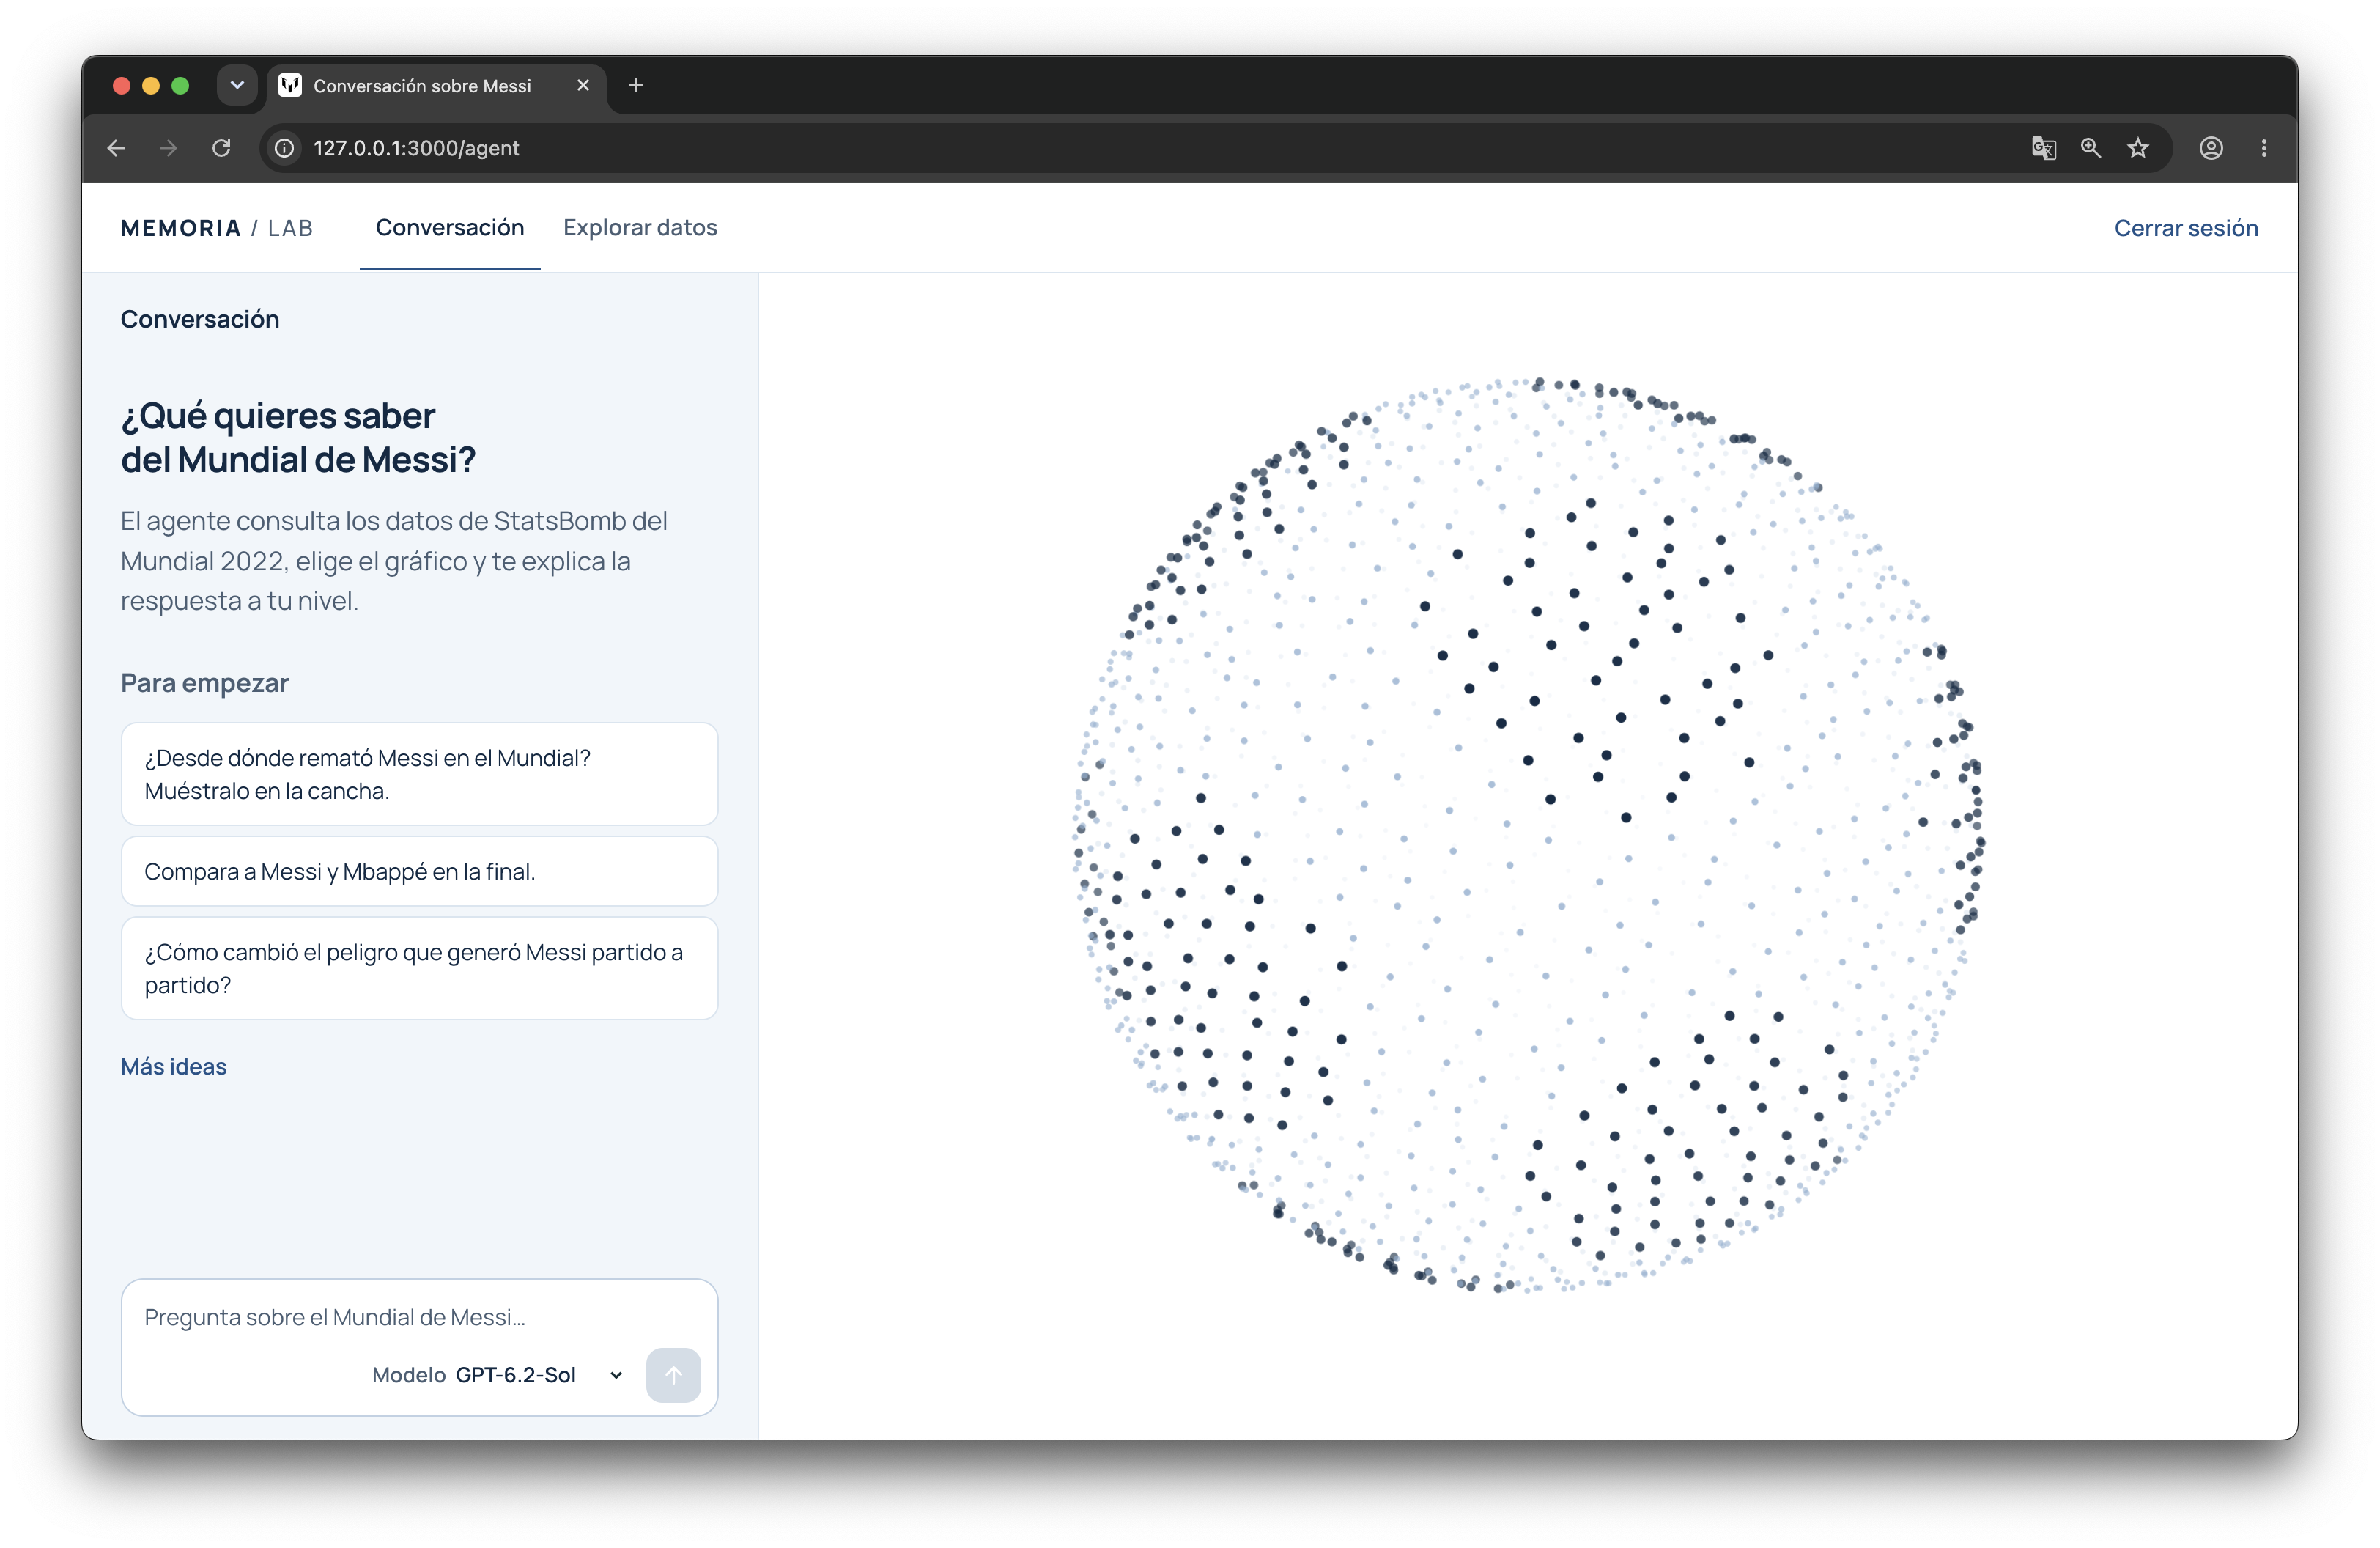 Conversación sobre Messi
127.0.0.1:3000/agent
MEMORIA / LAB
Conversación
Explorar datos
Cerrar sesión
Conversación
¿Qué quieres saber
del Mundial de Messi?
El agente consulta los datos de StatsBomb del
Mundial 2022, elige el gráfico y te explica la
respuesta a tu nivel.
Para empezar
¿Desde dónde remató Messi en el Mundial?
Muéstralo en la cancha.
Compara a Messi y Mbappé en la final.
¿Cómo cambió el peligro que generó Messi partido a
partido?
Más ideas
Pregunta sobre el Mundial de Messi...
Modelo GPT-6.2-Sol